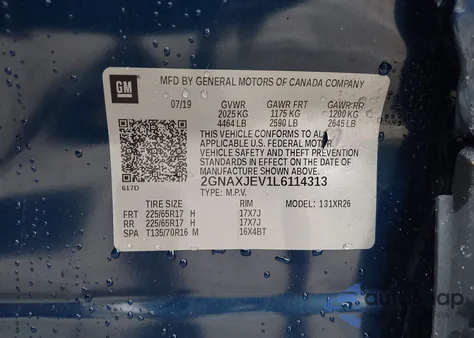 GM
MFD BY GENERAL MOTORS OF CANADA COMPANY
07/19 GVWR GAWR FRT GAWR RR
2025 KG 1175 KG 1200 KG
4464 LB 2590 LB 2645 LB
THIS VEHICLE CONFORMS TO ALL
APPLICABLE U.S. FEDERAL MOTOR
VEHICLE SAFETY AND THEFT PREVENTION
STANDARDS IN EFFECT ON THE DATE OF
MANUFACTURE SHOWN ABOVE.
617D
2GNAXJEV1L6114313
TYPE: M.P.V. MODEL: 131XR26
TIRE SIZE RIM
FRT 225/65R17 H 17X7J
RR 225/65R17 H 17X7J
SPA T135/70R16 M 16X4BT
autosnap